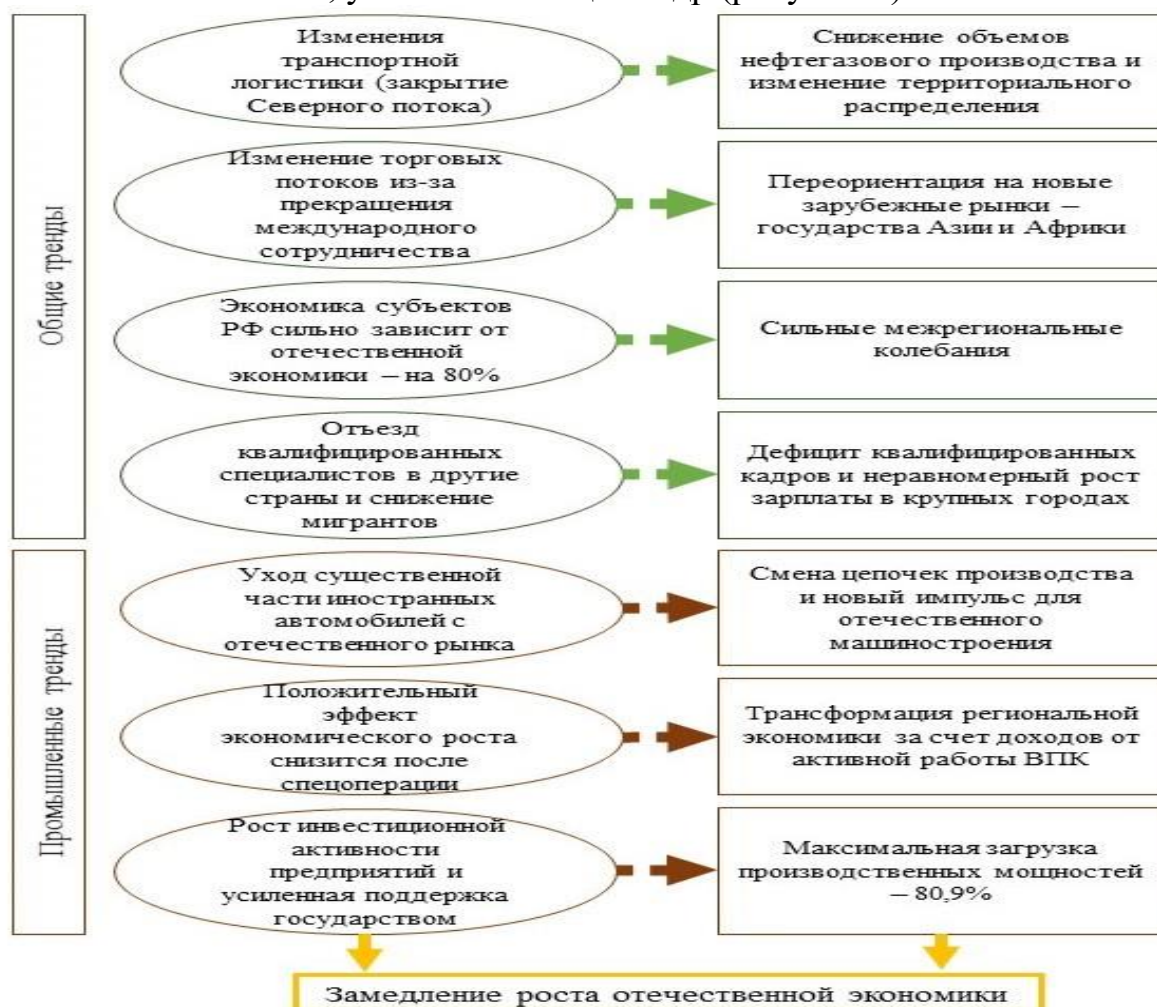 Общие тренды
Изменения
транспортной
логистики (закрытие
Северного потока)
Снижение объемов
нефтегазового производства и
изменение территориального
распределения
Изменение торговых
потоков из-за
прекращения
международного
сотрудничества
Переориентация на новые
зарубежные рынки –
государства Азии и Африки
Экономика субъектов
РФ сильно зависит от
отечественной
экономики – на 80%
Сильные межрегиональные
колебания
Отъезд
квалифицированных
специалистов в другие
страны и снижение
мигрантов
Дефицит квалифицированных
кадров и неравномерный рост
зарплаты в крупных городах
Промышленные тренды
Уход существенной
части иностранных
автомобилей с
отечественного рынка
Смена цепочек производства
и новый импульс для
отечественного
машиностроения
Положительный
эффект
экономического роста
снизится после
спецоперации
Трансформация региональной
экономики за счет доходов от
активной работы ВПК
Рост инвестиционной
активности
предприятий и
усиленная поддержка
государством
Максимальная загрузка
производственных мощностей
– 80,9%
Замедление роста отечественной экономики